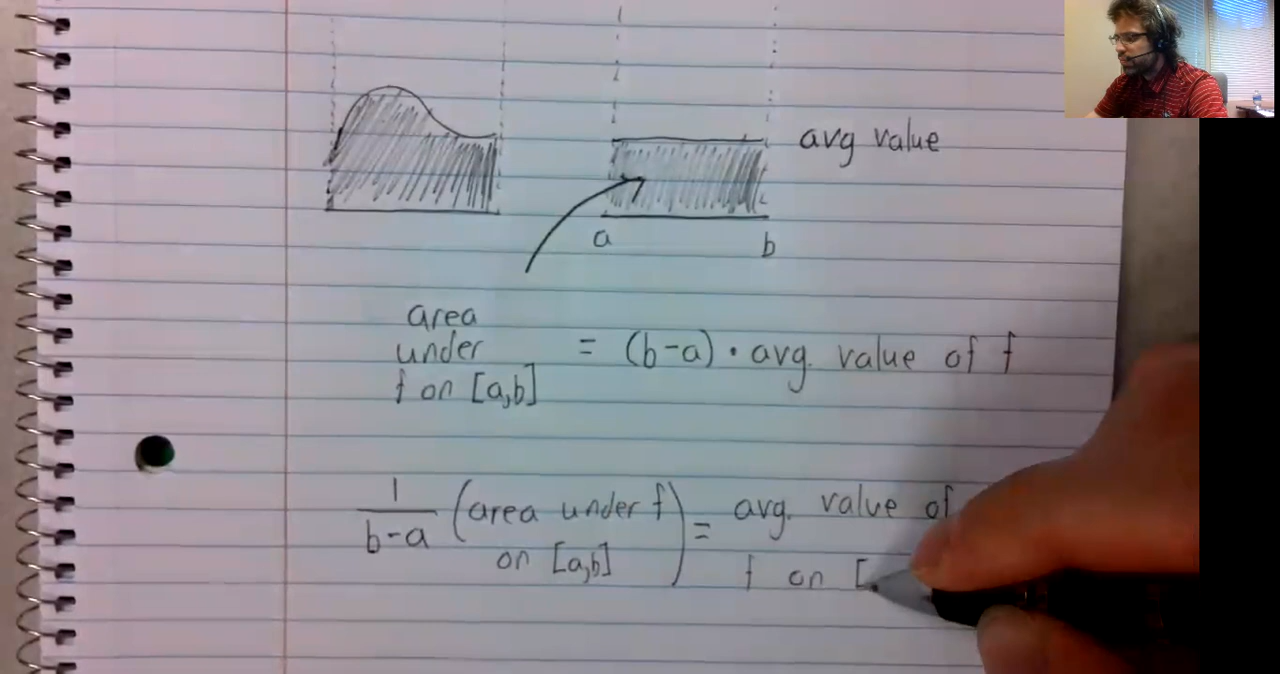 avg value
a b
area
under
f on [a,b]
= (b-a) · avg. value of f
1
b-a
(area under f
on [a,b])
= avg. value of
f on [